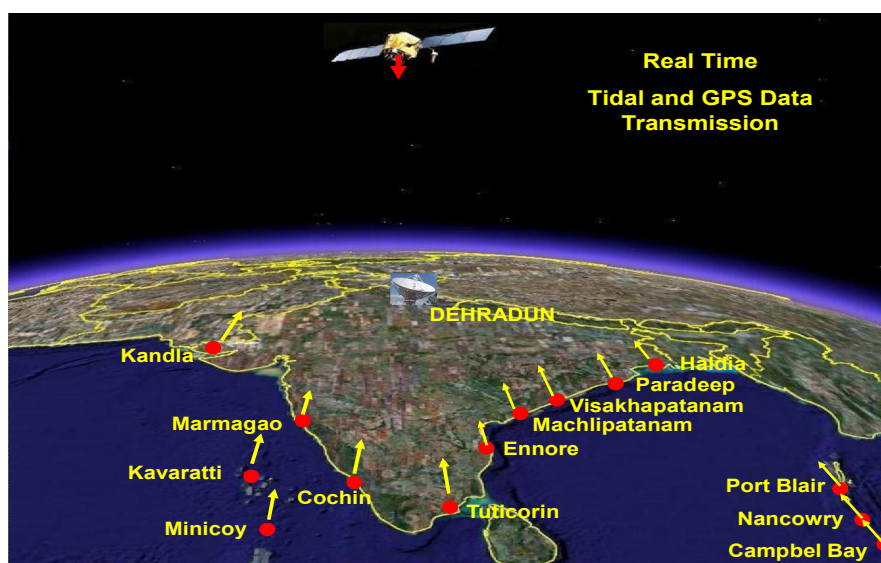 Real Time
Tidal and GPS Data
Transmission
DEHRADUN
Kandla
Haldia
Paradeep
Visakhapatanam
Marmagao
Machlipatanam
Ennore
Kavaratti
Cochin
Port Blair
Tuticorin
Nancowry
Minicoy
Campbel Bay